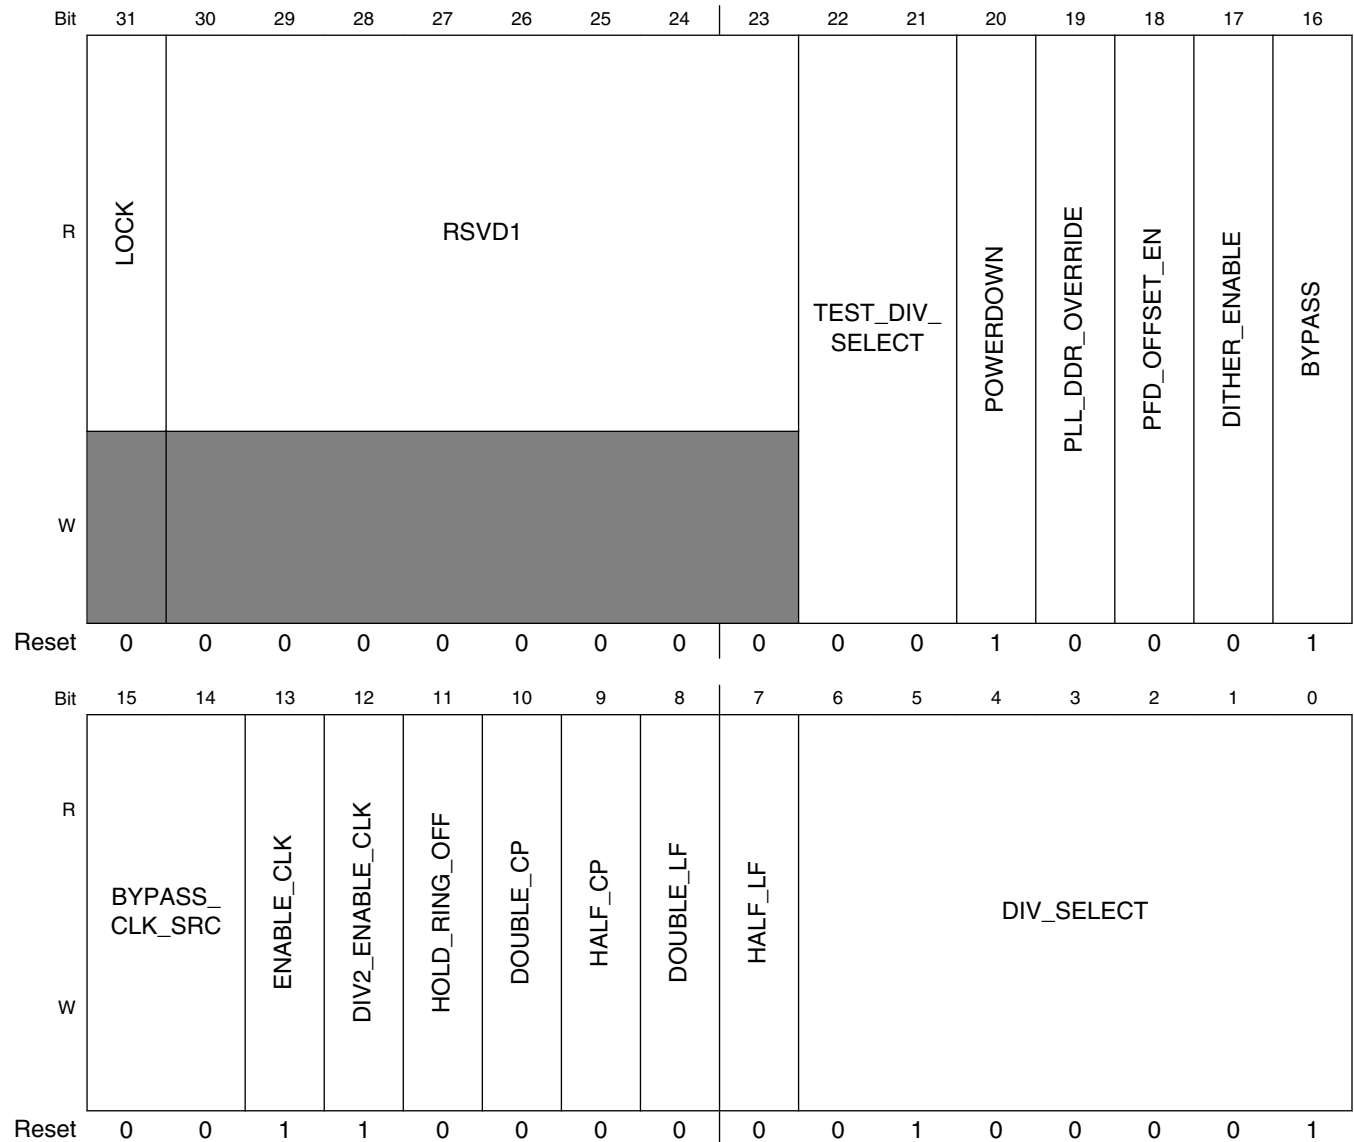 Bit 31 30 29 28 27 26 25 24 23 22 21 20 19 18 17 16
R
LOCK
RSVD1
TEST_DIV_
SELECT
POWERDOWN
PLL_DDR_OVERRIDE
PFD_OFFSET_EN
DITHER_ENABLE
BYPASS
W
Reset 0 0 0 0 0 0 0 0 0 0 0 1 0 0 0 1
Bit 15 14 13 12 11 10 9 8 7 6 5 4 3 2 1 0
R
BYPASS_
CLK_SRC
ENABLE_CLK
DIV2_ENABLE_CLK
HOLD_RING_OFF
DOUBLE_CP
HALF_CP
DOUBLE_LF
HALF_LF
DIV_SELECT
W
Reset 0 0 1 1 0 0 0 0 0 0 1 0 0 0 0 1